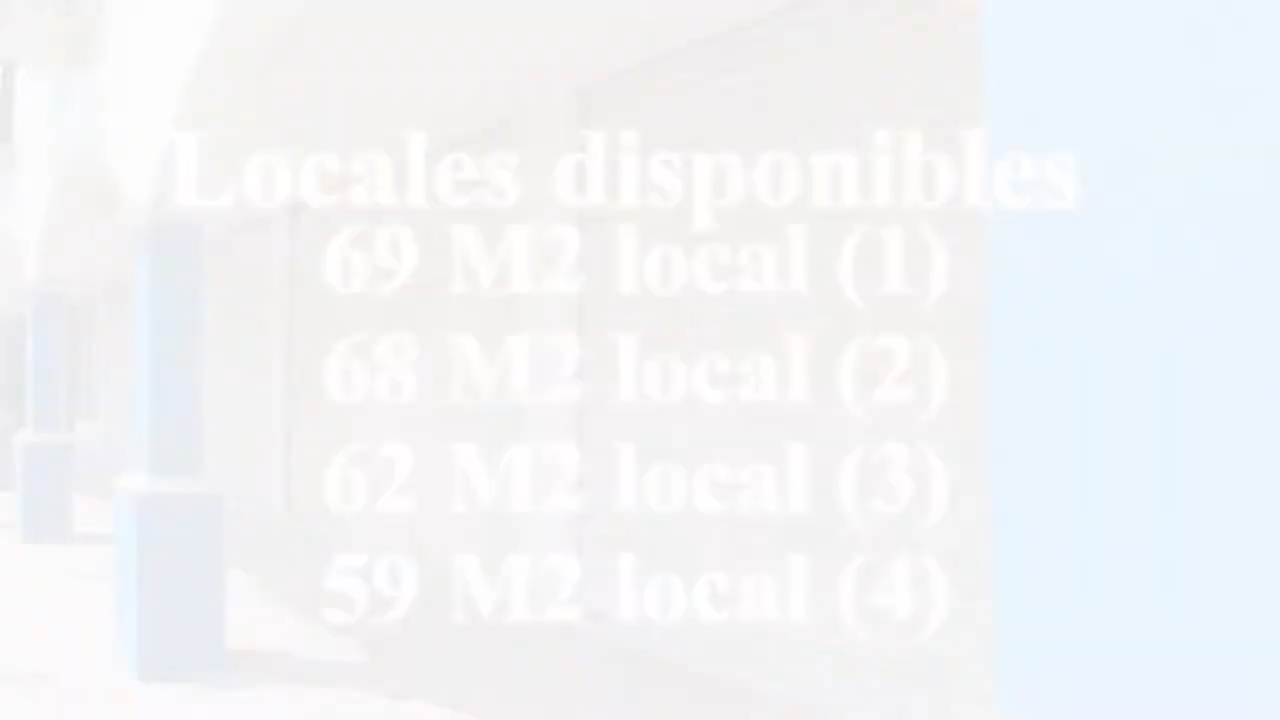 Locales disponibles
69 M2 local (1)
68 M2 local (2)
62 M2 local (3)
59 M2 local (4)